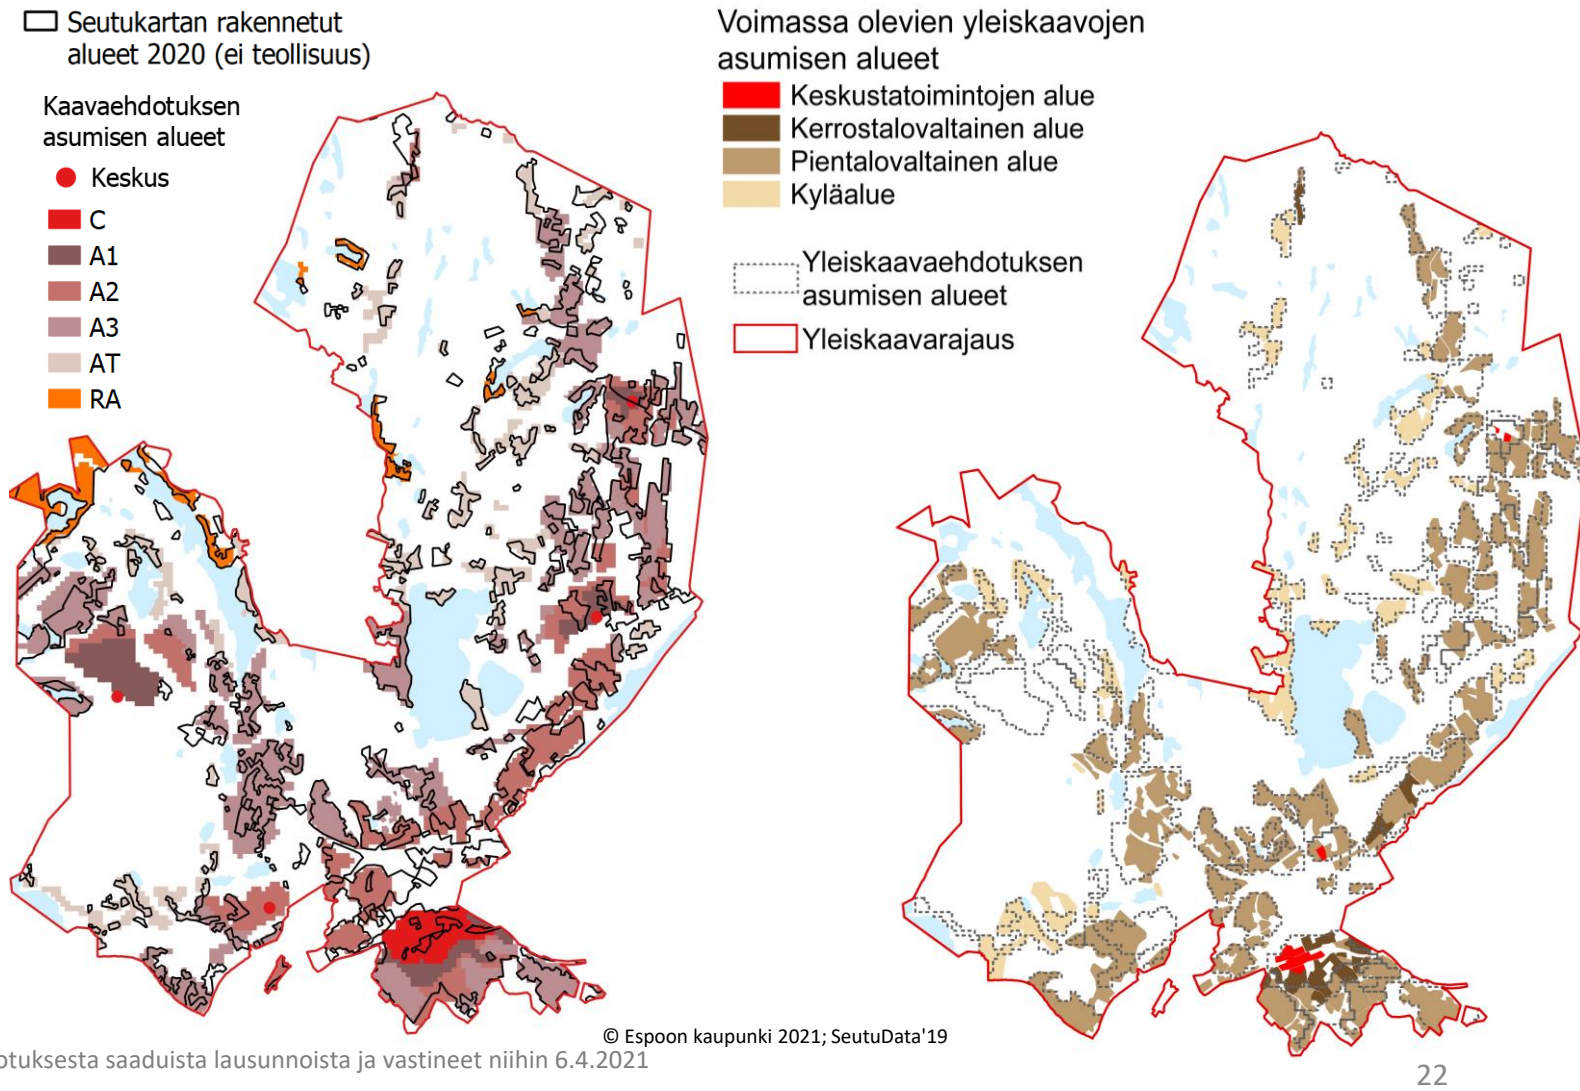 Seutukartan rakennetut
alueet 2020 (ei teollisuus)
Kaavaehdotuksen
asumisen alueet
Keskus
C
A1
A2
A3
AT
RA
Voimassa olevien yleiskaavojen
asumisen alueet
Keskustatoimintojen alue
Kerrostalovaltainen alue
Pientalovaltainen alue
Kyläalue
Yleiskaavaehdotuksen
asumisen alueet
Yleiskaavarajaus
© Espoon kaupunki 2021; SeutuData'19
otuksesta saaduista lausunnoista ja vastineet niihin 6.4.2021
22